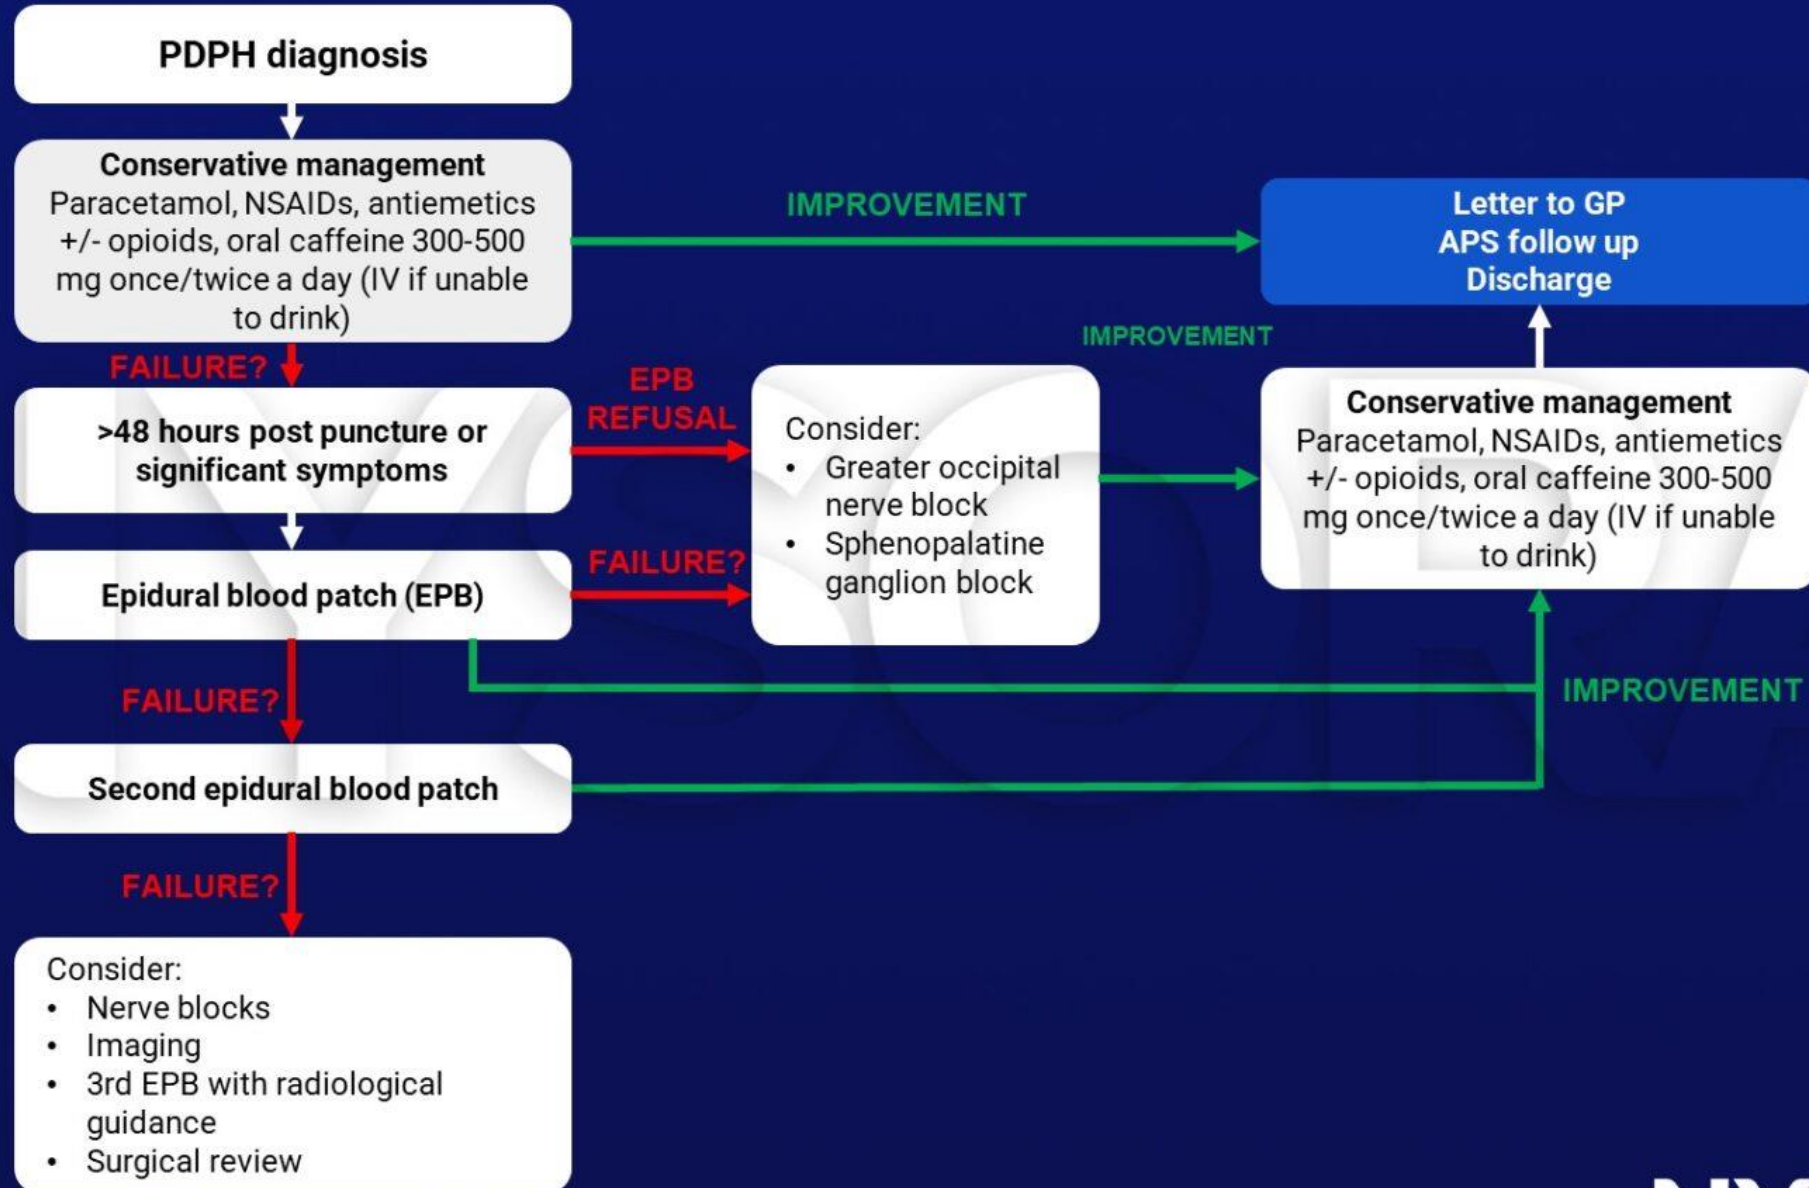 PDPH diagnosis
Conservative management
Paracetamol, NSAIDs, antiemetics
+/- opioids, oral caffeine 300-500
mg once/twice a day (IV if unable
to drink)
IMPROVEMENT
Letter to GP
APS follow up
Discharge
FAILURE?
>48 hours post puncture or
significant symptoms
EPB
REFUSAL
Consider:
• Greater occipital
nerve block
• Sphenopalatine
ganglion block
IMPROVEMENT
Conservative management
Paracetamol, NSAIDs, antiemetics
+/- opioids, oral caffeine 300-500
mg once/twice a day (IV if unable
to drink)
Epidural blood patch (EPB)
FAILURE?
FAILURE?
IMPROVEMENT
Second epidural blood patch
FAILURE?
Consider:
• Nerve blocks
• Imaging
• 3rd EPB with radiological
guidance
• Surgical review